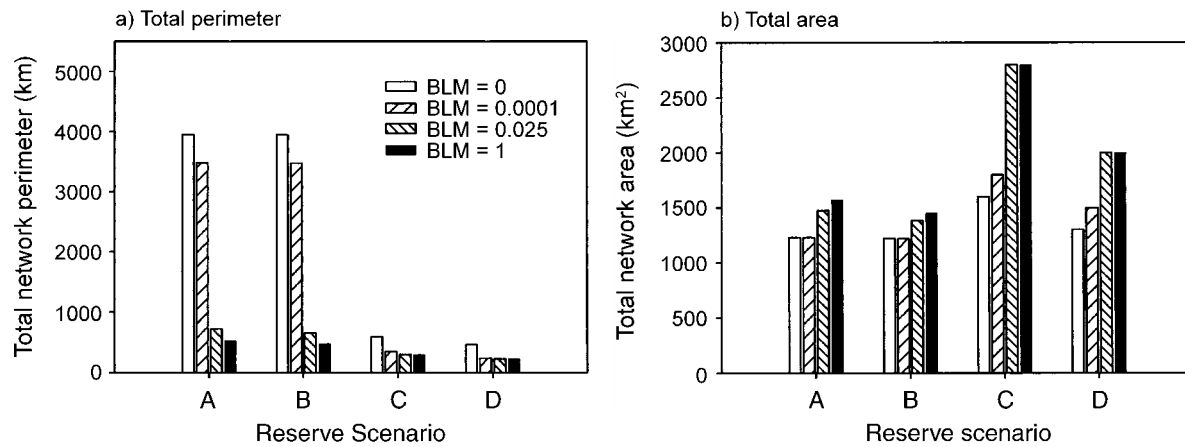 a) Total perimeter
Total network perimeter (km)
5000
4000
3000
2000
1000
0
BLM = 0
BLM = 0.0001
BLM = 0.025
BLM = 1
A B C D
Reserve Scenario
b) Total area
Total network area (km²)
3000
2500
2000
1500
1000
500
0
A B C D
Reserve scenario